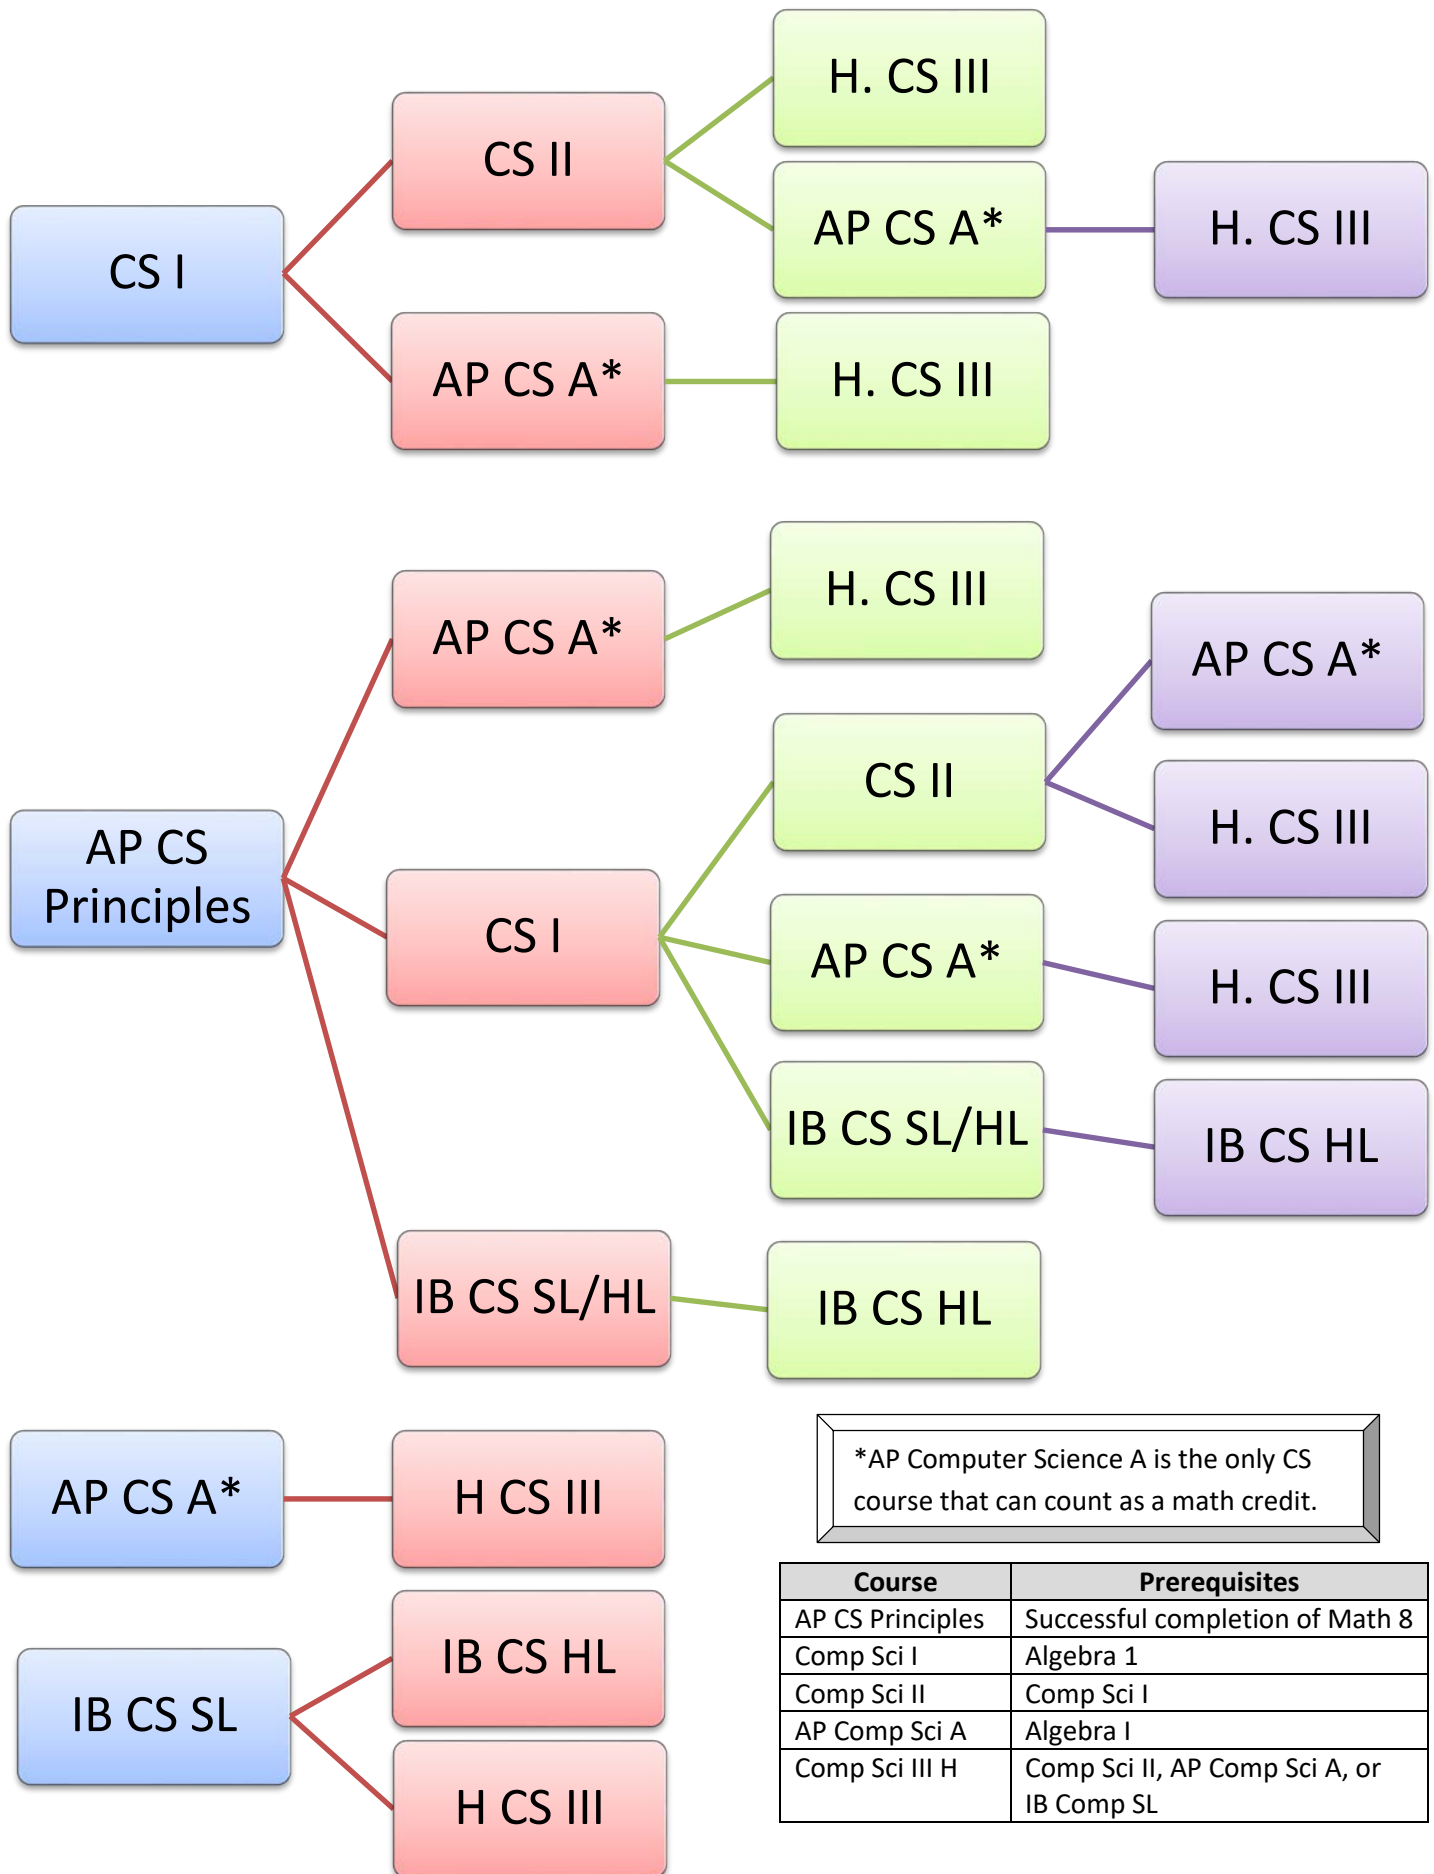 H. CS III
CS II
AP CS A*
H. CS III
CS I
AP CS A*
H. CS III
H. CS III
AP CS A*
AP CS A*
CS II
H. CS III
AP CS
Principles
CS I
AP CS A*
H. CS III
IB CS SL/HL
IB CS HL
IB CS SL/HL
IB CS HL
AP CS A*
H CS III
*AP Computer Science A is the only CS
course that can count as a math credit.
IB CS SL
IB CS HL
H CS III
Course Prerequisites
AP CS Principles Successful completion of Math 8
Comp Sci I Algebra 1
Comp Sci II Comp Sci I
AP Comp Sci A Algebra I
Comp Sci III H Comp Sci II, AP Comp Sci A, or
IB Comp SL